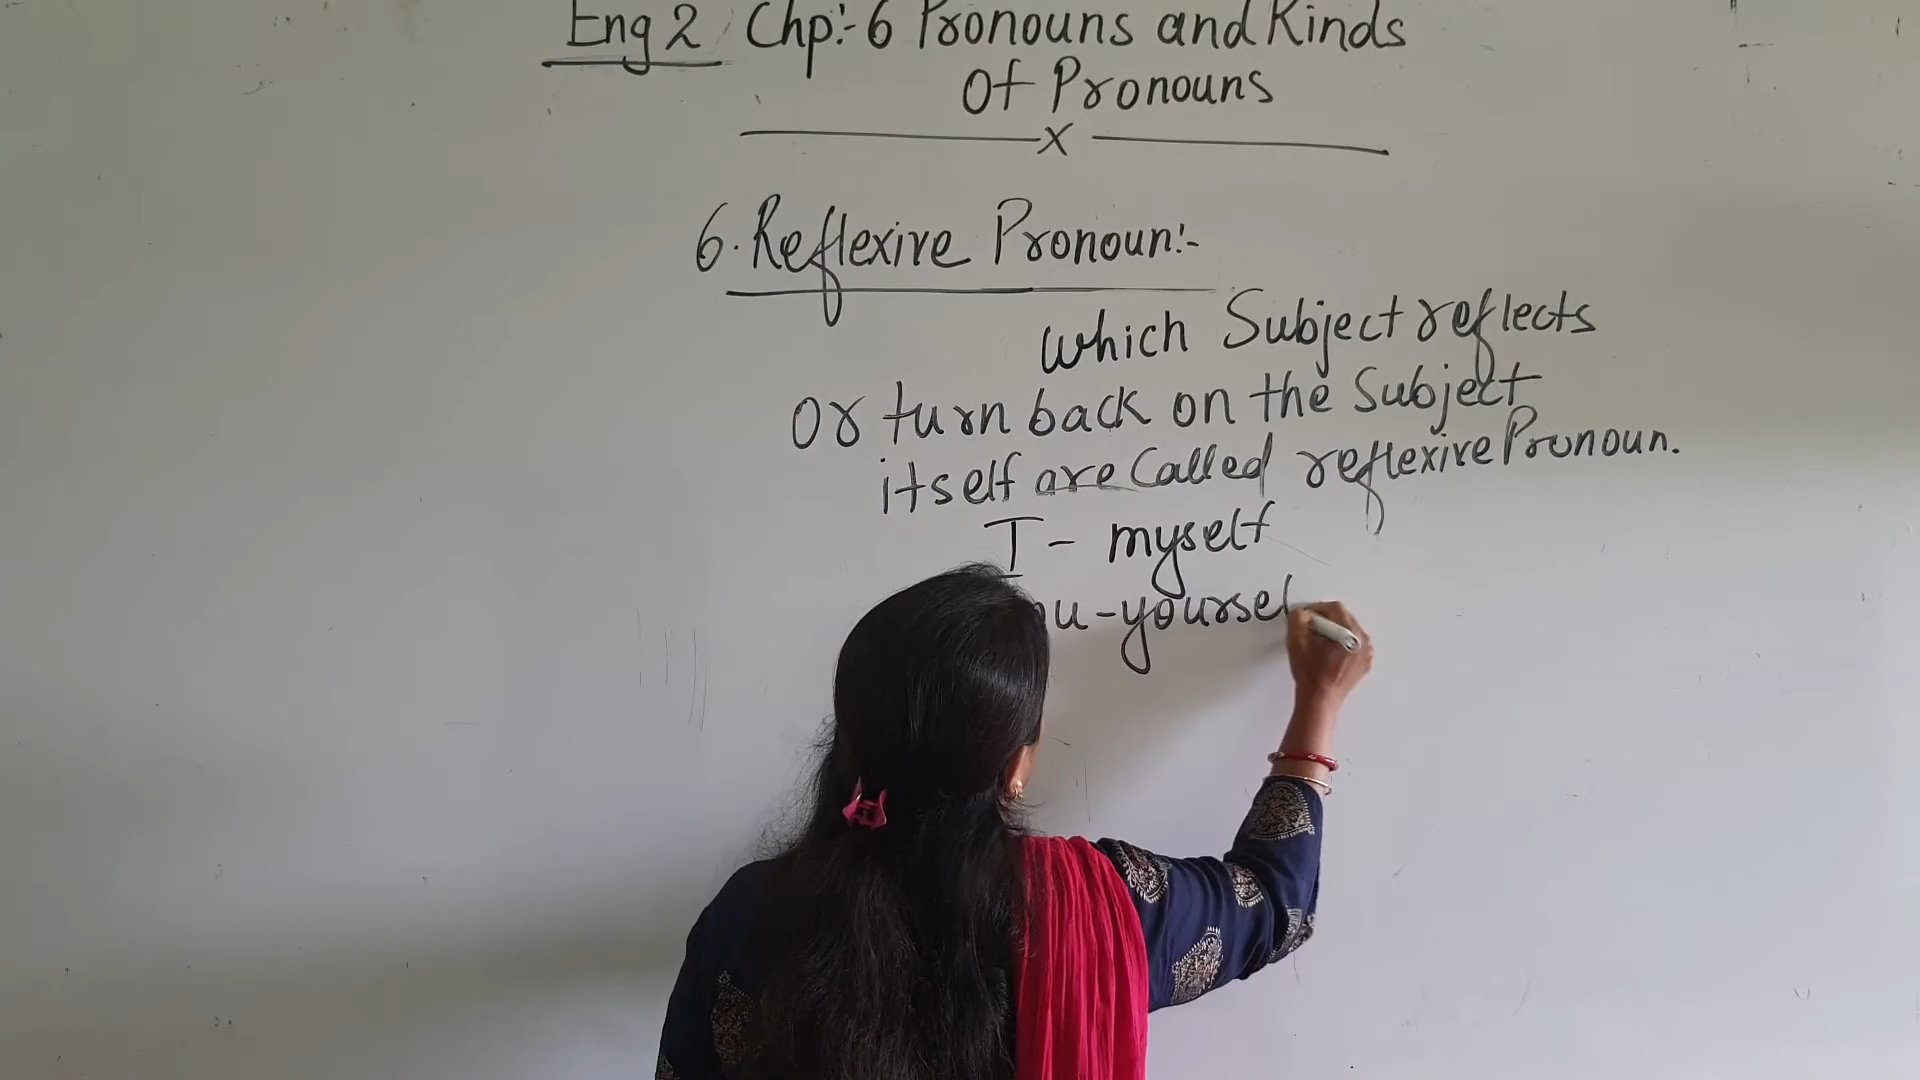 Eng 2 Chp:- 6 Pronouns and Kinds
Of Pronouns
x
6. Reflexive Pronoun:-
which Subject reflects
Or turn back on the Subject
itself are Called reflexive Pronoun.
I - myself
ou - yoursel